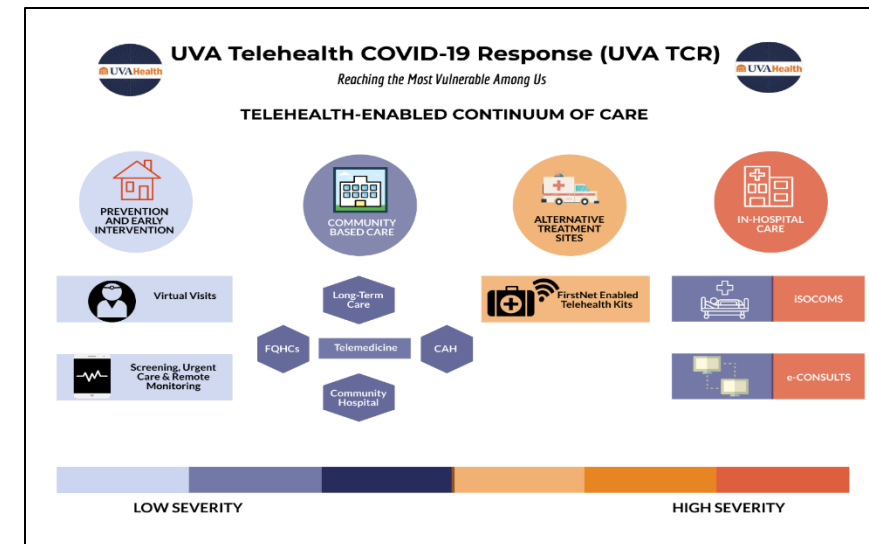 UVA Health
UVA Telehealth COVID-19 Response (UVA TCR)
UVAHealth
Reaching the Most Vulnerable Among Us
TELEHEALTH-ENABLED CONTINUUM OF CARE
PREVENTION
AND EARLY
INTERVENTION
COMMUNITY
BASED CARE
ALTERNATIVE
TREATMENT
SITES
IN-HOSPITAL
CARE
Virtual Visits
Screening, Urgent
Care & Remote
Monitoring
Long-Term
Care
FQHCs
Telemedicine
CAH
Community
Hospital
FirstNet Enabled
Telehealth Kits
iSOCOMS
e-CONSULTS
LOW SEVERITY
HIGH SEVERITY